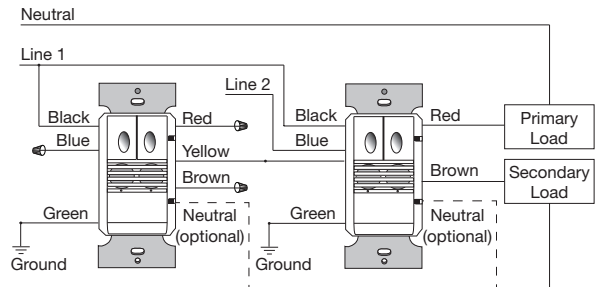 Neutral
Line 1
Line 2
Black
Red
Blue
Yellow
Brown
Green
Neutral
(optional)
Ground
Black
Red
Blue
Brown
Green
Neutral
(optional)
Ground
Primary
Load
Secondary
Load